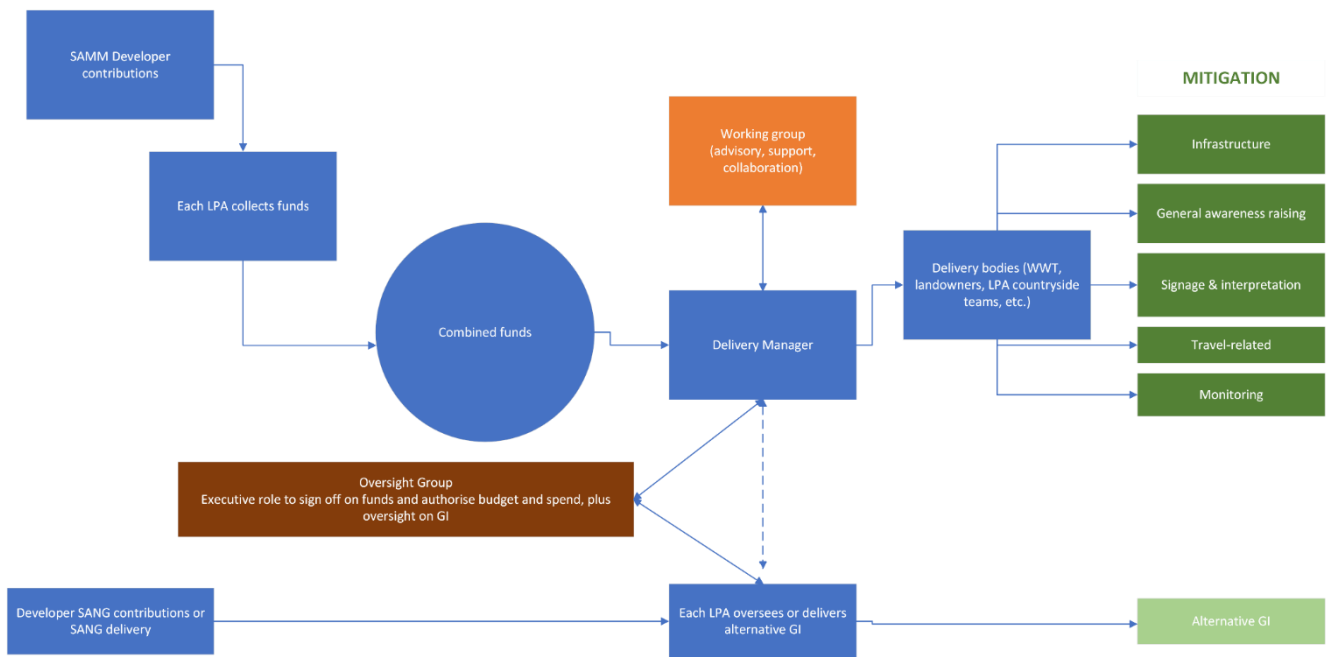 SAMM Developer
contributions
MITIGATION
Working group
(advisory, support,
collaboration)
Infrastructure
Each LPA collects funds
General awareness raising
Delivery bodies (WWT,
landowners, LPA countryside
teams, etc.)
Signage & interpretation
Combined funds
Delivery Manager
Travel-related
Monitoring
Oversight Group
Executive role to sign off on funds and authorise budget and spend, plus
oversight on GI
Developer SANG contributions or
SANG delivery
Each LPA oversees or delivers
alternative GI
Alternative GI